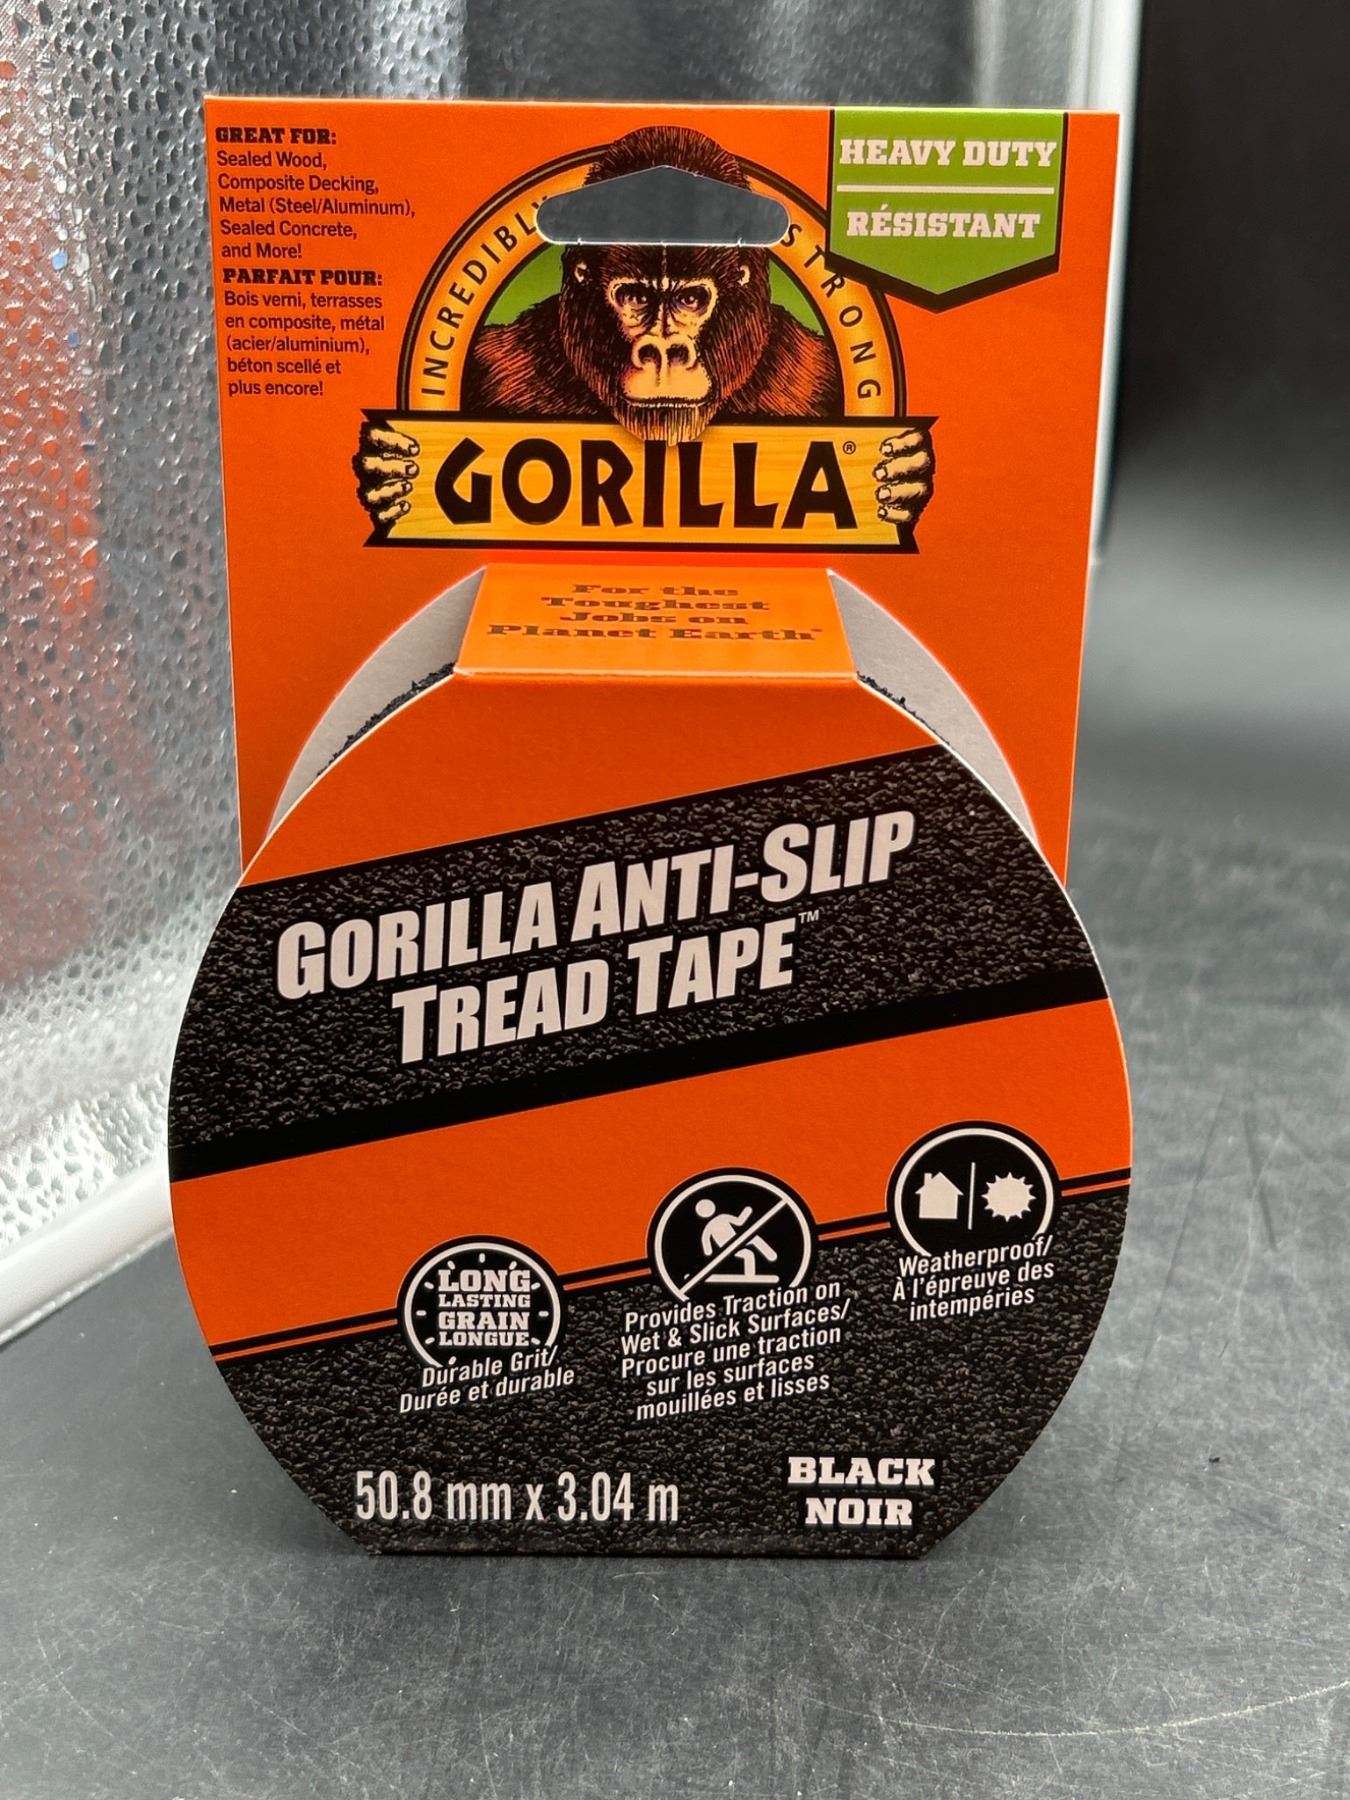 GREAT FOR:
Sealed Wood,
Composite Decking,
Metal (Steel/Aluminum),
Sealed Concrete,
and More!
PARFAIT POUR:
Bois verni, terrasses
en composite, métal
(acier/aluminium),
béton scellé et
plus encore!
INCREDIBLY STRONG
GORILLA®
HEAVY DUTY
RÉSISTANT
For the
Toughest
Jobs on
Planet Earth®
GORILLA ANTI-SLIP
TREAD TAPE™
LONG
LASTING
GRAIN
LONGUE
Durable Grit/
Durée et durable
Provides Traction on
Wet & Slick Surfaces/
Procure une traction
sur les surfaces
mouillées et lisses
Weatherproof/
À l'épreuve des
intempéries
50.8 mm x 3.04 m
BLACK
NOIR